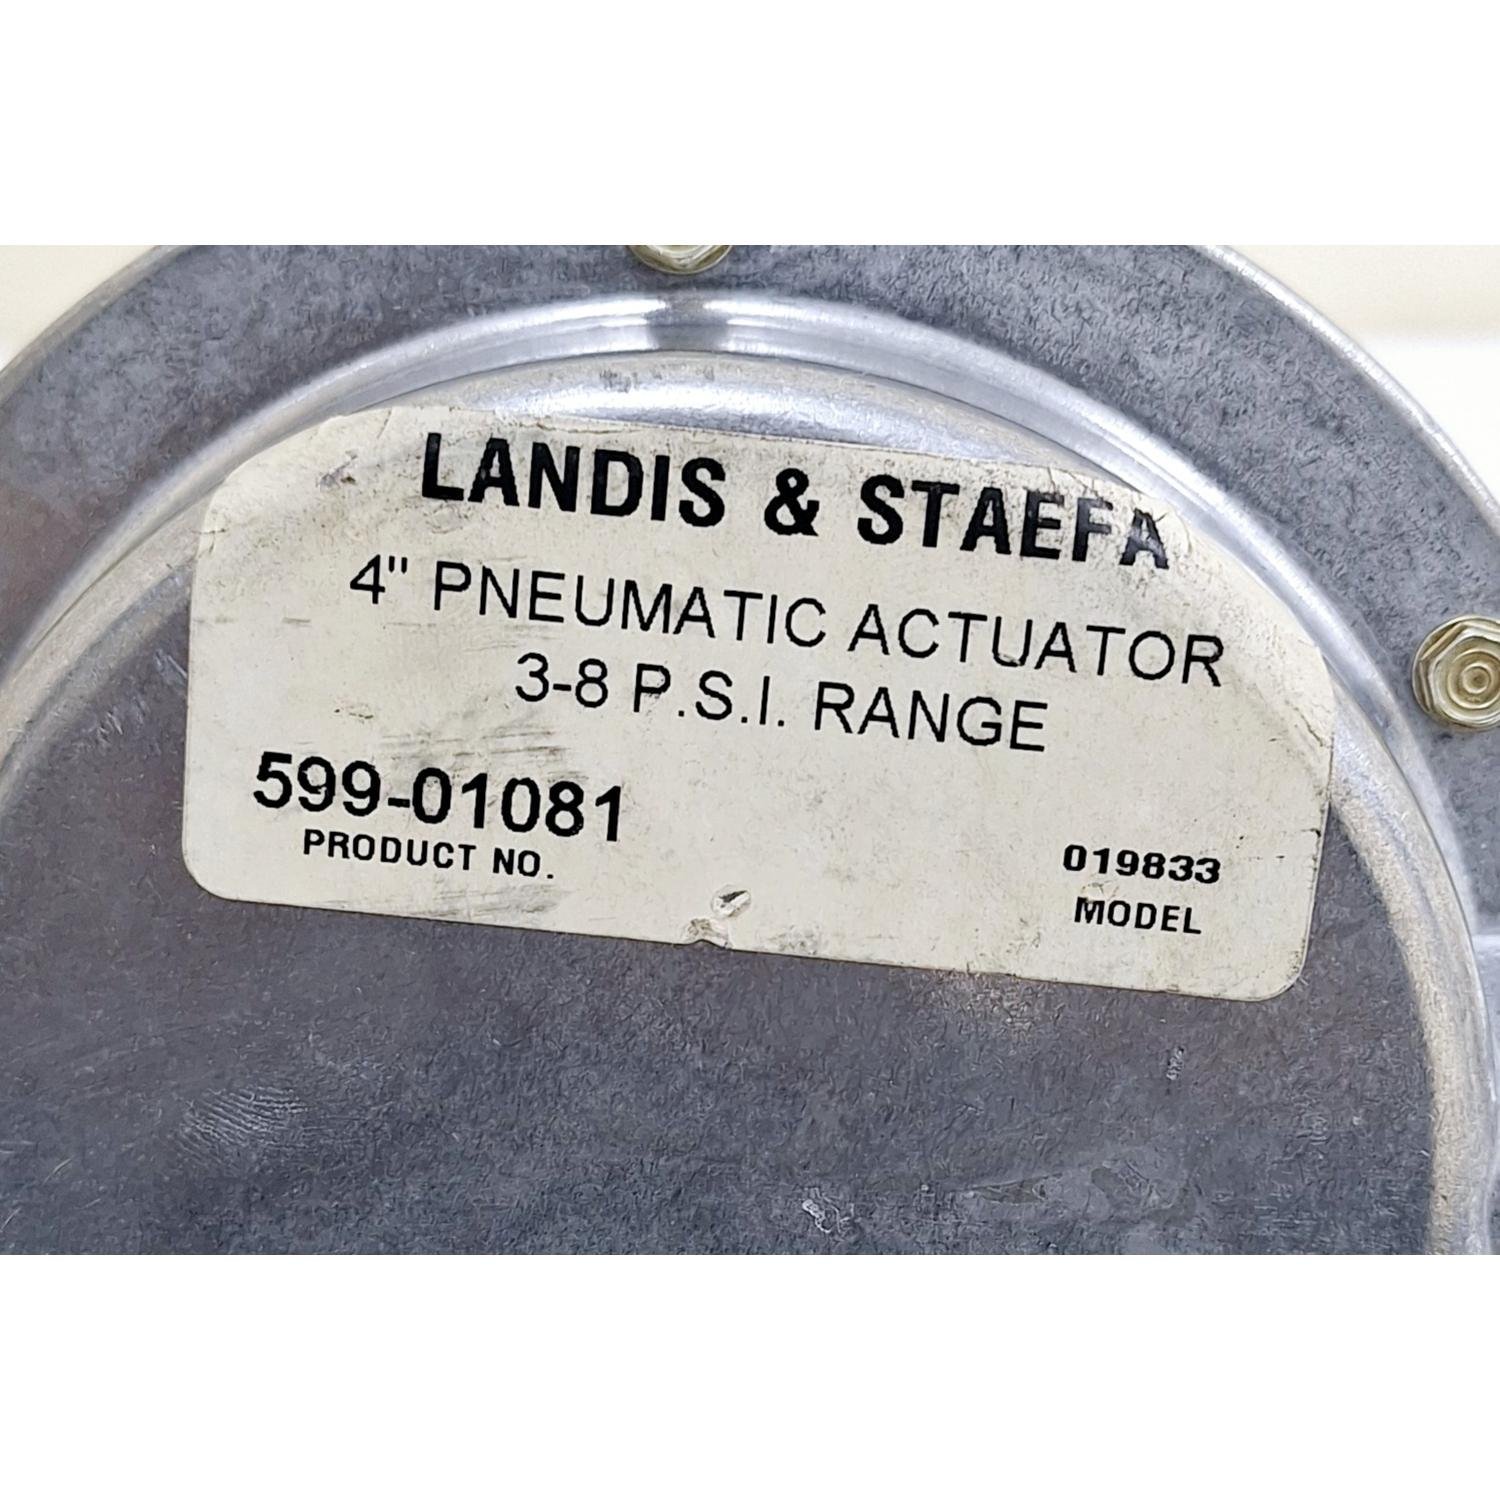 LANDIS & STAEFA
4" PNEUMATIC ACTUATOR
3-8 P.S.I. RANGE
599-01081
PRODUCT NO.
019833
MODEL